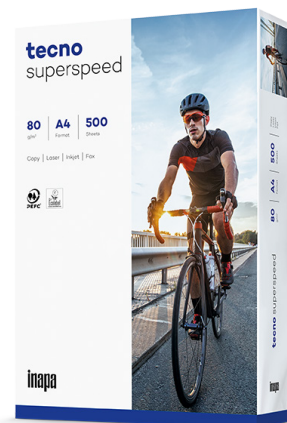 tecno
superspeed
80 A4 500
g/m² Format Sheets
Copy | Laser | Inkjet | Fax
PEFC
inapa
500
A4
80
tecno superspeed
inapa